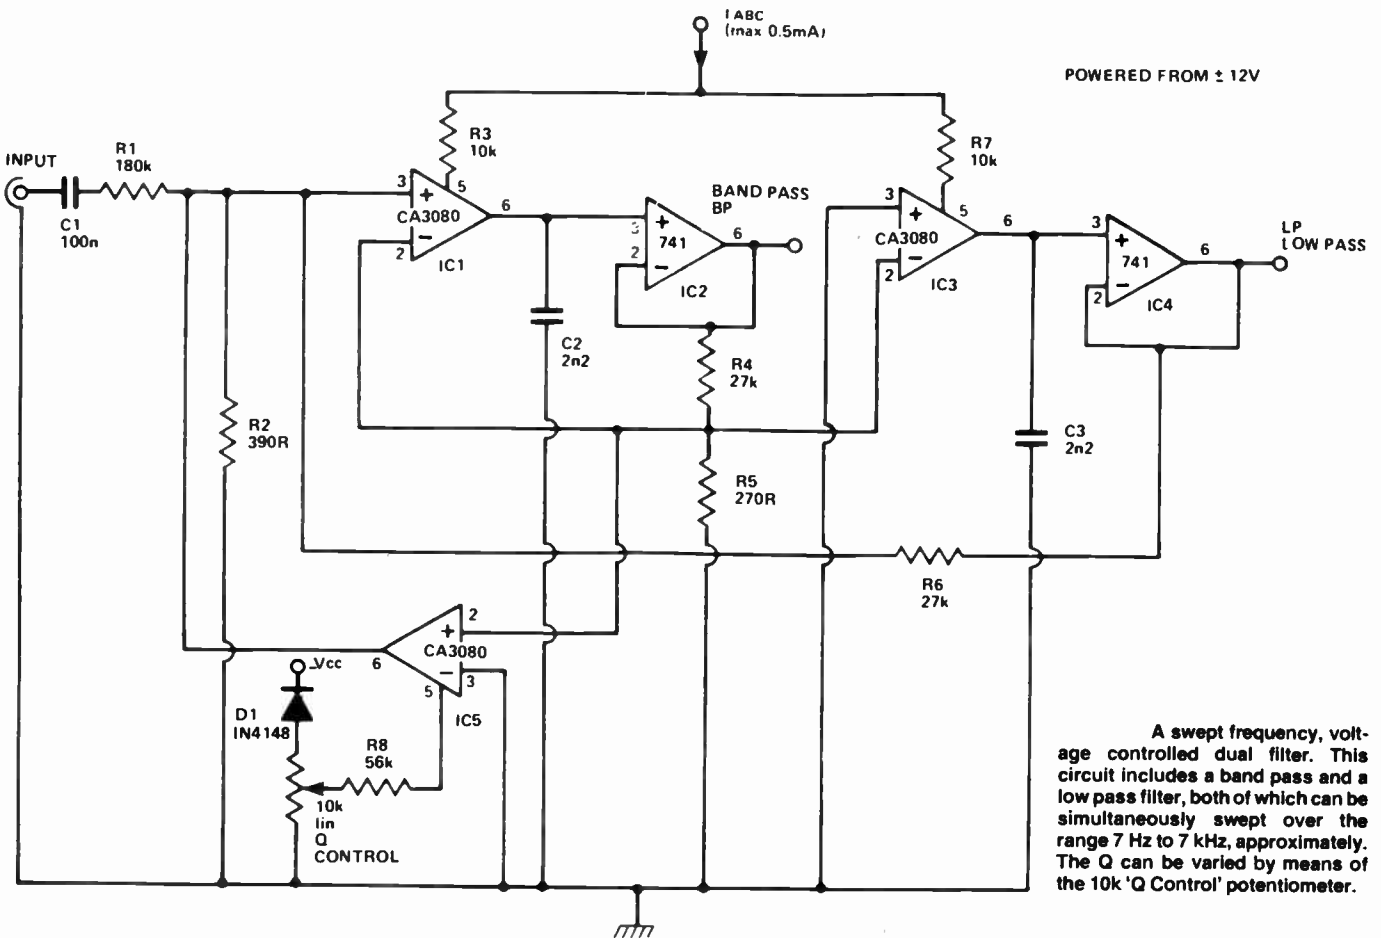 I ABC
(max 0.5mA)
POWERED FROM ± 12V
INPUT
R1
180k
C1
100n
R3
10k
3
+
5
CA3080
6
−
2
IC1
BAND PASS
BP
3
+
741
6
2
−
IC2
C2
2n2
R4
27k
R7
10k
3
+
5
CA3080
6
−
2
IC3
3
+
741
6
2
−
IC4
LP
LOW PASS
R2
390R
R5
270R
C3
2n2
R6
27k
2
+
CA3080
6
−
5
3
IC5
-Vcc
D1
IN4148
R8
56k
10k
lin
Q
CONTROL
A swept frequency, volt-
age controlled dual filter. This
circuit includes a band pass and a
low pass filter, both of which can be
simultaneously swept over the
range 7 Hz to 7 kHz, approximately.
The Q can be varied by means of
the 10k 'Q Control' potentiometer.